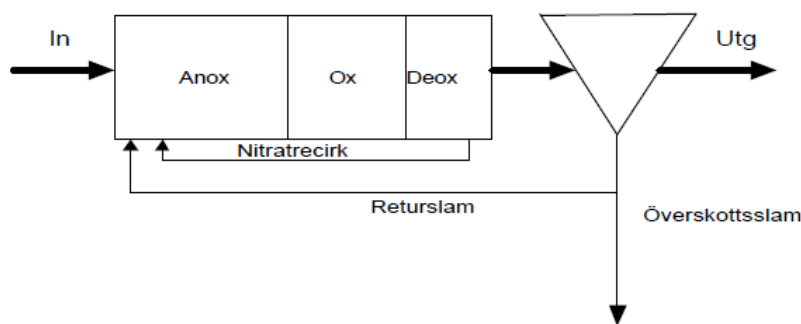 In
Utg
Anox
Ox
Deox
Nitratrecirk
Returslam
Överskottsslam